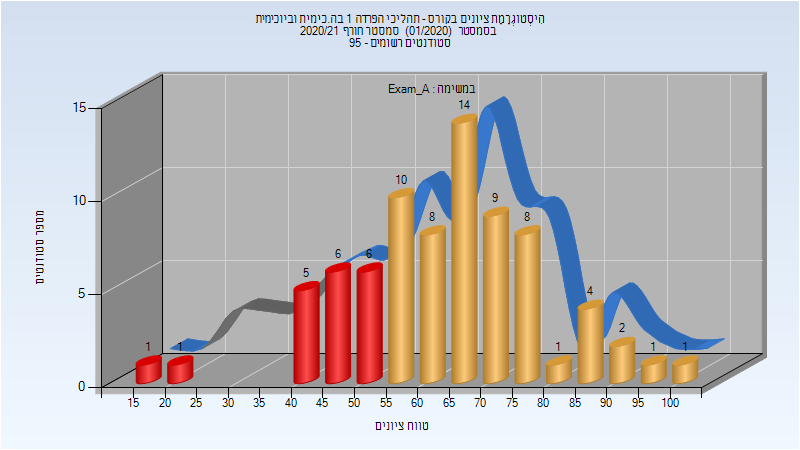 היסטוגרמת ציונים בקורס - תהליכי הפרדה 1 בה.כימית וביוכימית
בסמסטר (01/2020) סמסטר חורף 2020/21
סטודנטים רשומים - 95
במשימה : Exam_A
מספר סטודנטים
15
10
5
0
1 1 5 6 6 10 8 14 9 8 1 4 2 1 1
15 20 25 30 35 40 45 50 55 60 65 70 75 80 85 90 95 100
טווח ציונים